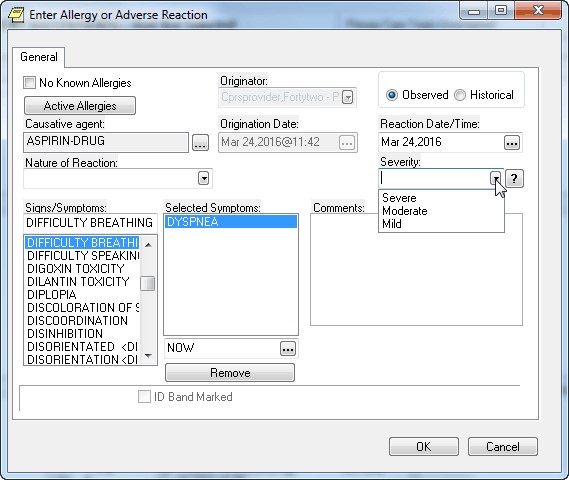 Enter Allergy or Adverse Reaction
General
No Known Allergies
Active Allergies
Originator:
Cprsprovider,Fortytwo - P
Observed
Historical
Causative agent:
ASPIRIN-DRUG
...
Origination Date:
Mar 24,2016@11:42
...
Reaction Date/Time:
Mar 24,2016
...
Nature of Reaction:
Severity:
?
Severe
Moderate
Mild
Signs/Symptoms:
DIFFICULTY BREATHING
DIFFICULTY BREATHI
DIFFICULTY SPEAKING
DIGOXIN TOXICITY
DILANTIN TOXICITY
DIPLOPIA
DISCOLORATION OF S
DISCOORDINATION
DISINHIBITION
DISORIENTATED <DI
DISORIENTATION <DI
Selected Symptoms:
DYSPNEA
NOW
...
Remove
Comments:
ID Band Marked
OK
Cancel